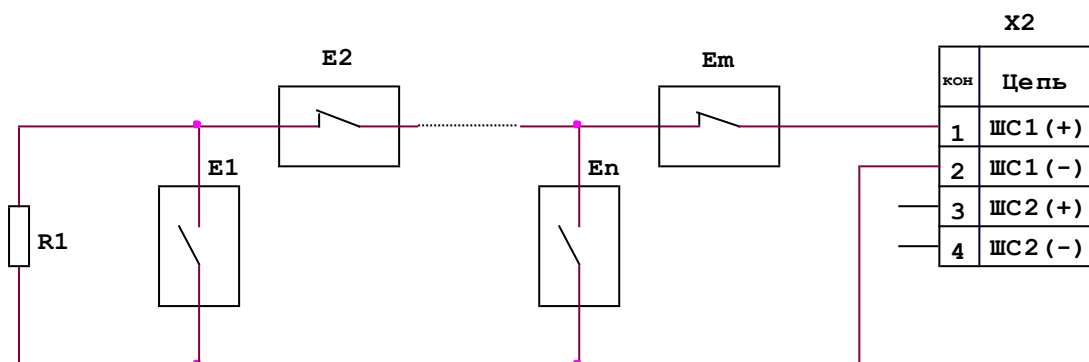 X2
E2
Em
кон Цепь
1 ШС1(+)
E1
En
2 ШС1(-)
3 ШС2(+)
R1
4 ШС2(-)